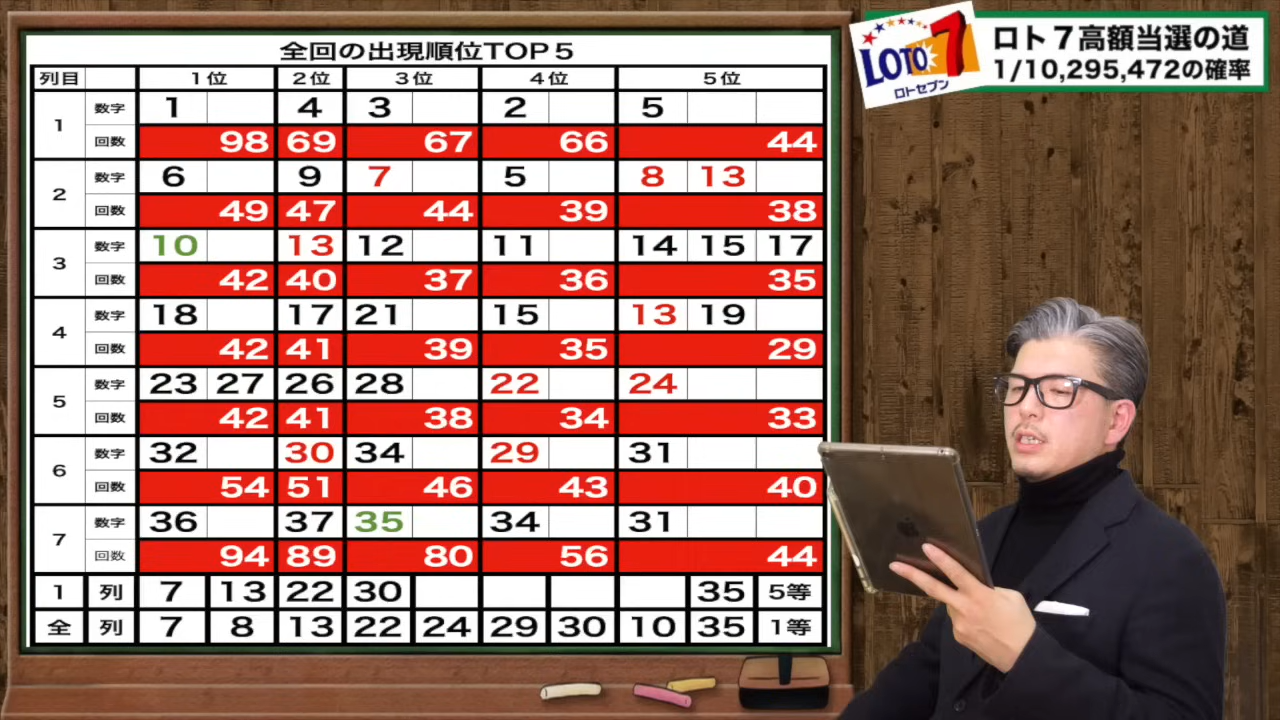 全回の出現順位TOP5
列目 1位 2位 3位 4位 5位
1 数字 1 4 3 2 5
回数 98 69 67 66 44
2 数字 6 9 7 5 8 13
回数 49 47 44 39 38
3 数字 10 13 12 11 14 15 17
回数 42 40 37 36 35
4 数字 18 17 21 15 13 19
回数 42 41 39 35 29
5 数字 23 27 26 28 22 24
回数 42 41 38 34 33
6 数字 32 30 34 29 31
回数 54 51 46 43 40
7 数字 36 37 35 34 31
回数 94 89 80 56 44
1 列 7 13 22 30 35 5等
全 列 7 8 13 22 24 29 30 10 35 1等
LOTO 7
ロトセブン
ロト7高額当選の道
1/10,295,472の確率